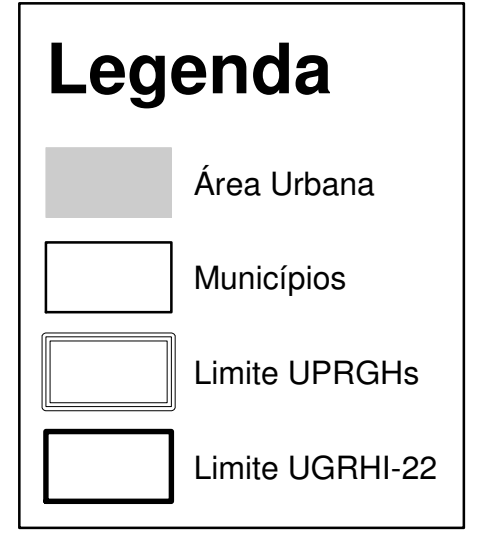 Legenda
Área Urbana
Municípios
Limite UPRGHs
Limite UGRHI-22